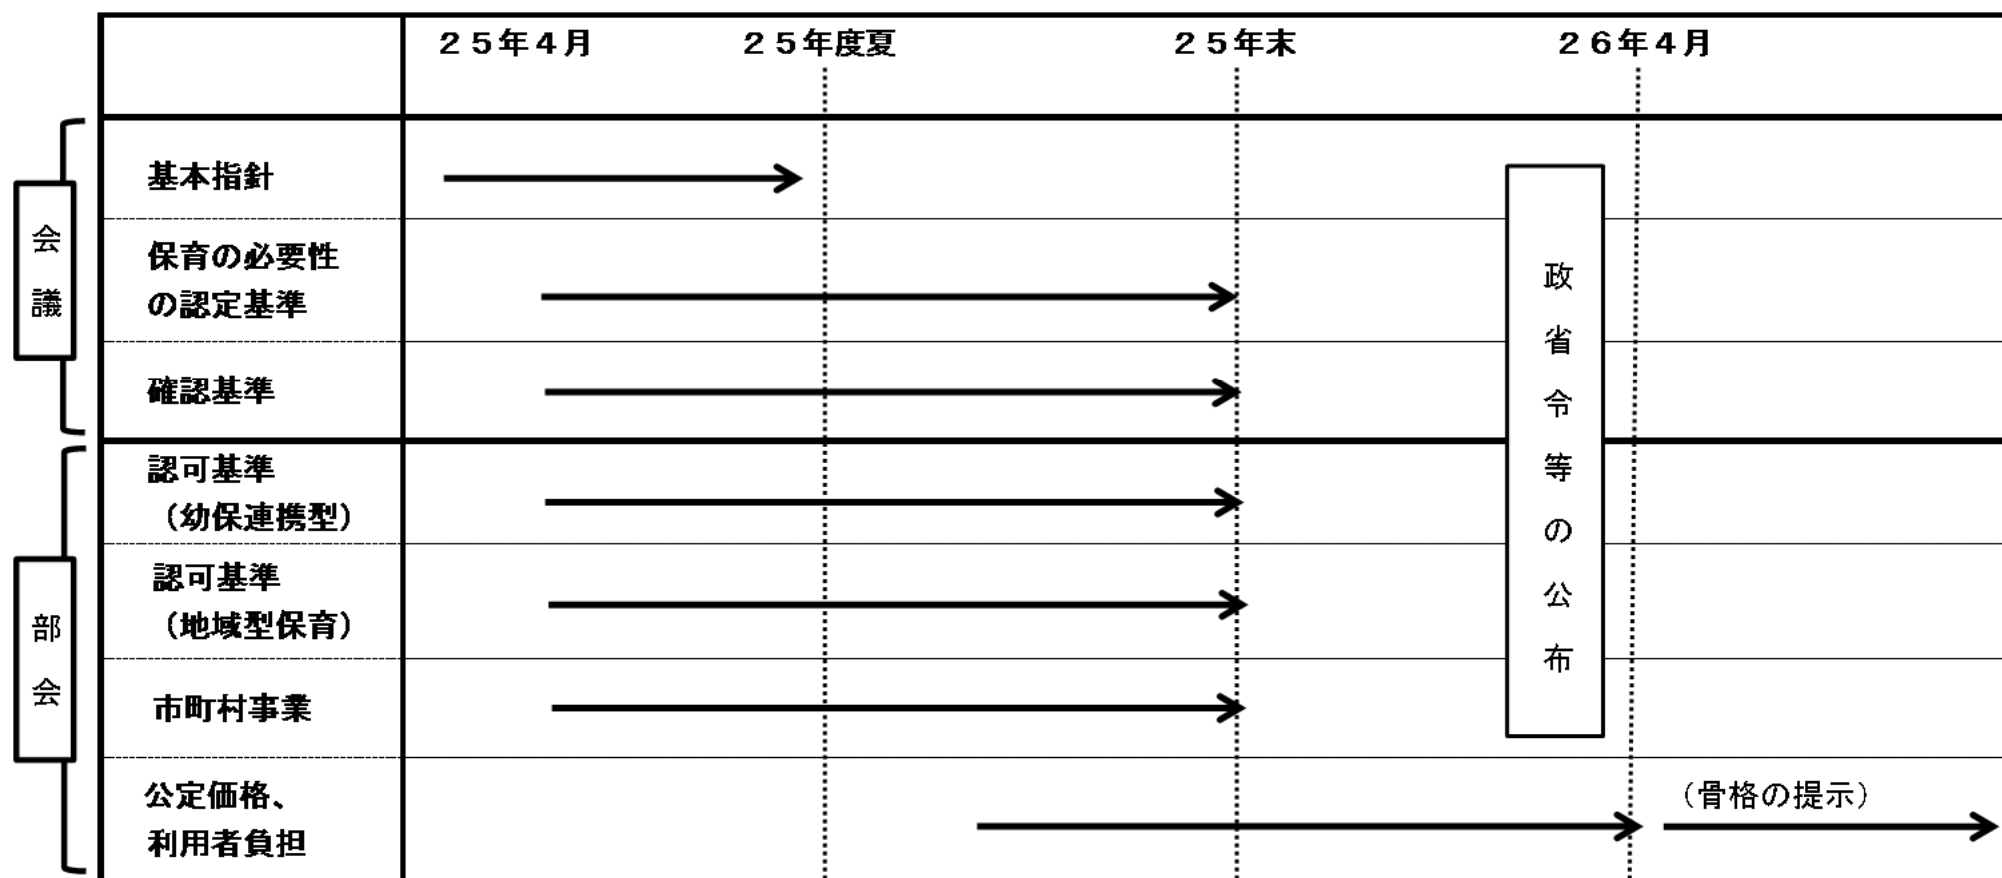 ２５年４月
２５年度夏
２５年末
２６年４月
会議
基本指針
保育の必要性
の認定基準
確認基準
部会
認可基準
（幼保連携型）
認可基準
（地域型保育）
市町村事業
公定価格、
利用者負担
政省令等の公布
（骨格の提示）